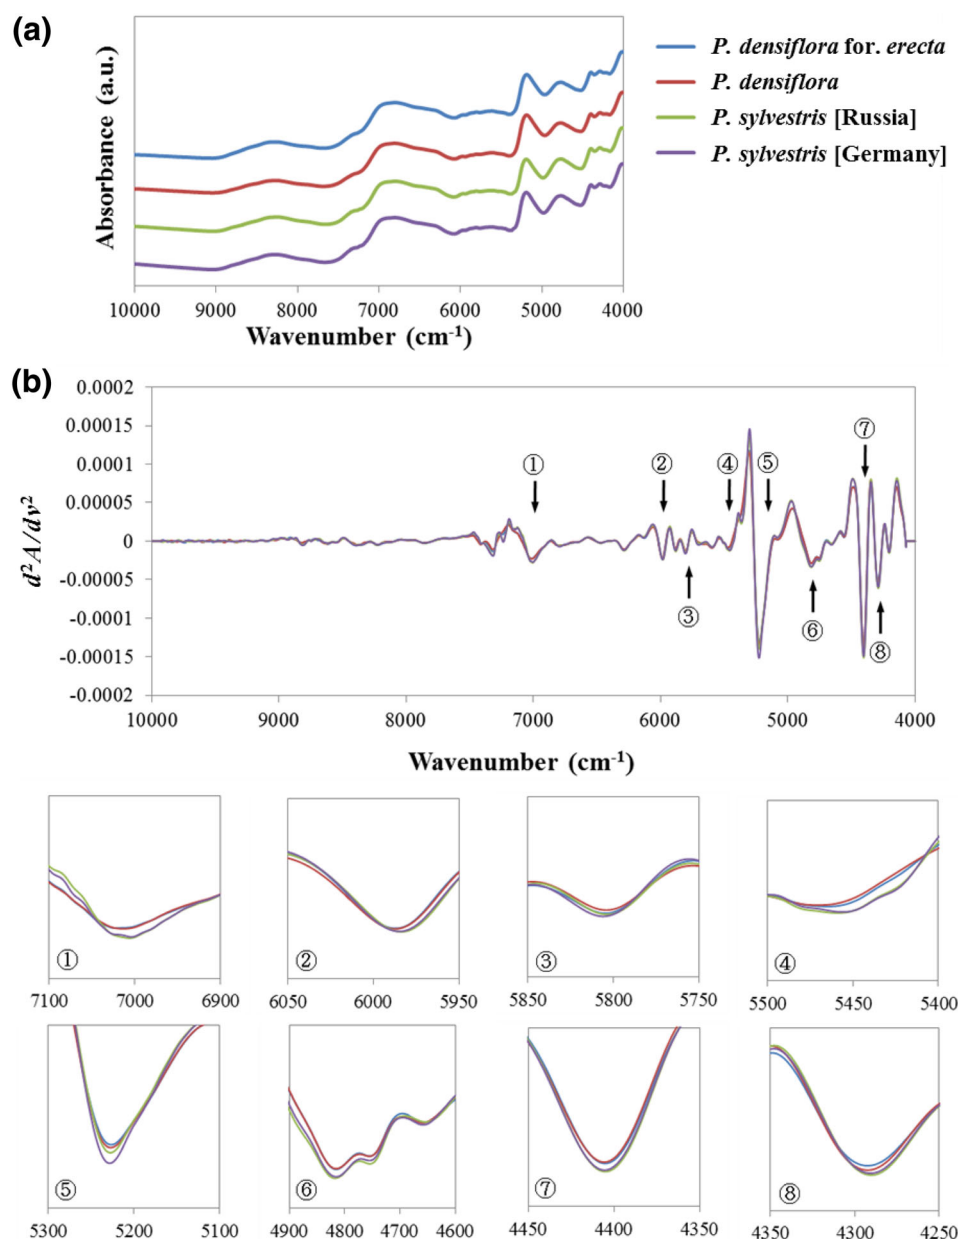 (a)
Absorbance (a.u.)
P. densiflora for. erecta
P. densiflora
P. sylvestris [Russia]
P. sylvestris [Germany]
10000 9000 8000 7000 6000 5000 4000
Wavenumber (cm-1)
(b)
d2A/dv2
0.0002
0.00015
0.0001
0.00005
0
-0.00005
-0.0001
-0.00015
-0.0002
① ② ④ ⑤ ⑦
③ ⑥ ⑧
10000 9000 8000 7000 6000 5000 4000
Wavenumber (cm-1)
① ② ③ ④
7100 7000 6900 6050 6000 5950 5850 5800 5750 5500 5450 5400
⑤ ⑥ ⑦ ⑧
5300 5200 5100 4900 4800 4700 4600 4450 4400 4350 4350 4300 4250